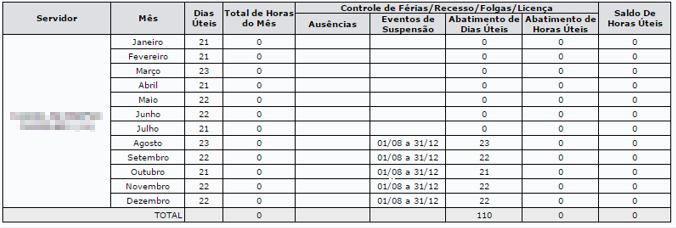 Servidor Mês Dias Úteis Total de Horas do Mês Controle de Férias/Recesso/Folgas/Licença Saldo De Horas Úteis
Ausências Eventos de Suspensão Abatimento de Dias Úteis Abatimento de Horas Úteis
Janeiro 21 0 0 0 0
Fevereiro 21 0 0 0 0
Março 23 0 0 0 0
Abril 21 0 0 0 0
Maio 22 0 0 0 0
Junho 22 0 0 0 0
Julho 21 0 0 0 0
Agosto 23 0 01/08 a 31/12 23 0 0
Setembro 22 0 01/08 a 31/12 22 0 0
Outubro 21 0 01/08 a 31/12 21 0 0
Novembro 22 0 01/08 a 31/12 22 0 0
Dezembro 22 0 01/08 a 31/12 22 0 0
TOTAL 0 110 0 0